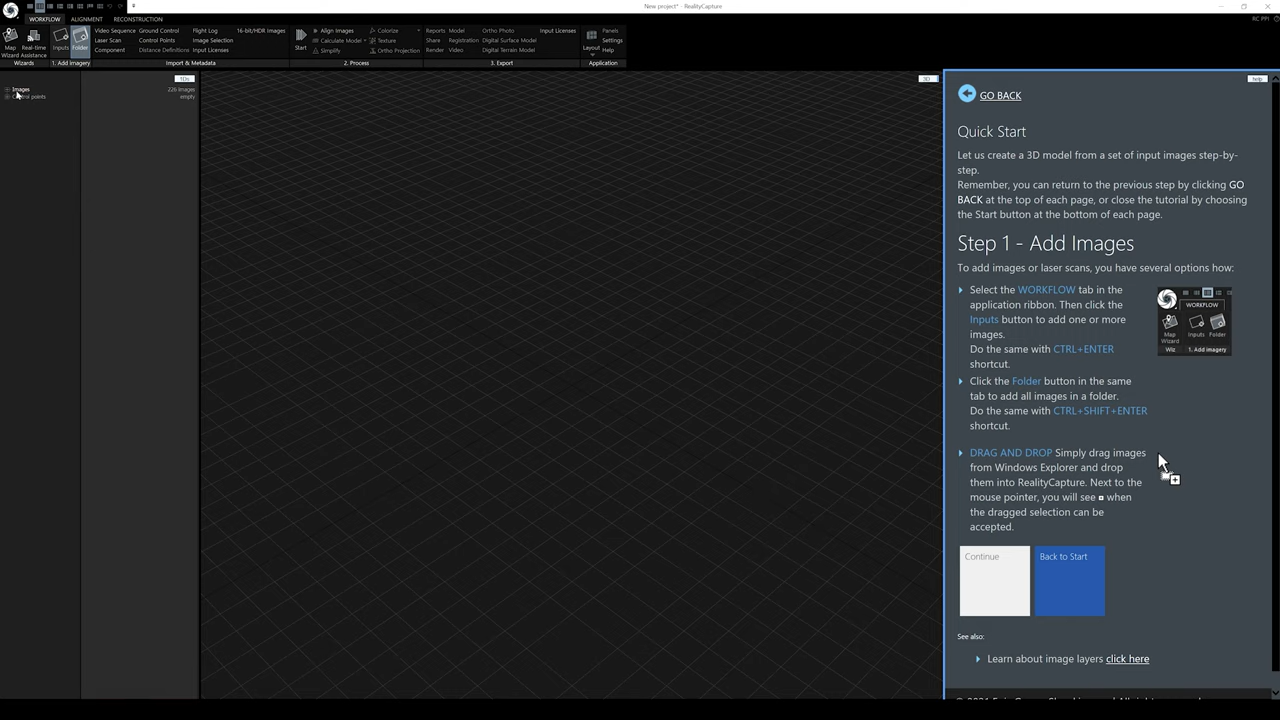 New project* - RealityCapture
RC PPI
WORKFLOW
ALIGNMENT
RECONSTRUCTION
Map Wizard
Real-time Assistance
Inputs
Folder
Video Sequence
Laser Scan
Component
Ground Control
Control Points
Distance Definitions
Flight Log
Image Selection
Input Licenses
16-bit/HDR Images
Start
Align Images
Calculate Model
Simplify
Colorize
Texture
Ortho Projection
Reports
Share
Render
Model
Registration
Video
Ortho Photo
Digital Surface Model
Digital Terrain Model
Input Licenses
Layout
Panels
Settings
Help
Wizards
1. Add Imagery
Import & Metadata
2. Process
3. Export
Application
1Ds
3D
help
Images
226 images
empty
GO BACK
Quick Start
Let us create a 3D model from a set of input images step-by-
step.
Remember, you can return to the previous step by clicking GO
BACK at the top of each page, or close the tutorial by choosing
the Start button at the bottom of each page.
Step 1 - Add Images
To add images or laser scans, you have several options how:
Select the WORKFLOW tab in the
application ribbon. Then click the
Inputs button to add one or more
images.
Do the same with CTRL+ENTER
shortcut.
WORKFLOW
Map Wizard
Inputs
Folder
Wiz
1. Add imagery
Click the Folder button in the same
tab to add all images in a folder.
Do the same with CTRL+SHIFT+ENTER
shortcut.
DRAG AND DROP Simply drag images
from Windows Explorer and drop
them into RealityCapture. Next to the
mouse pointer, you will see when
the dragged selection can be
accepted.
Continue
Back to Start
See also:
Learn about image layers click here